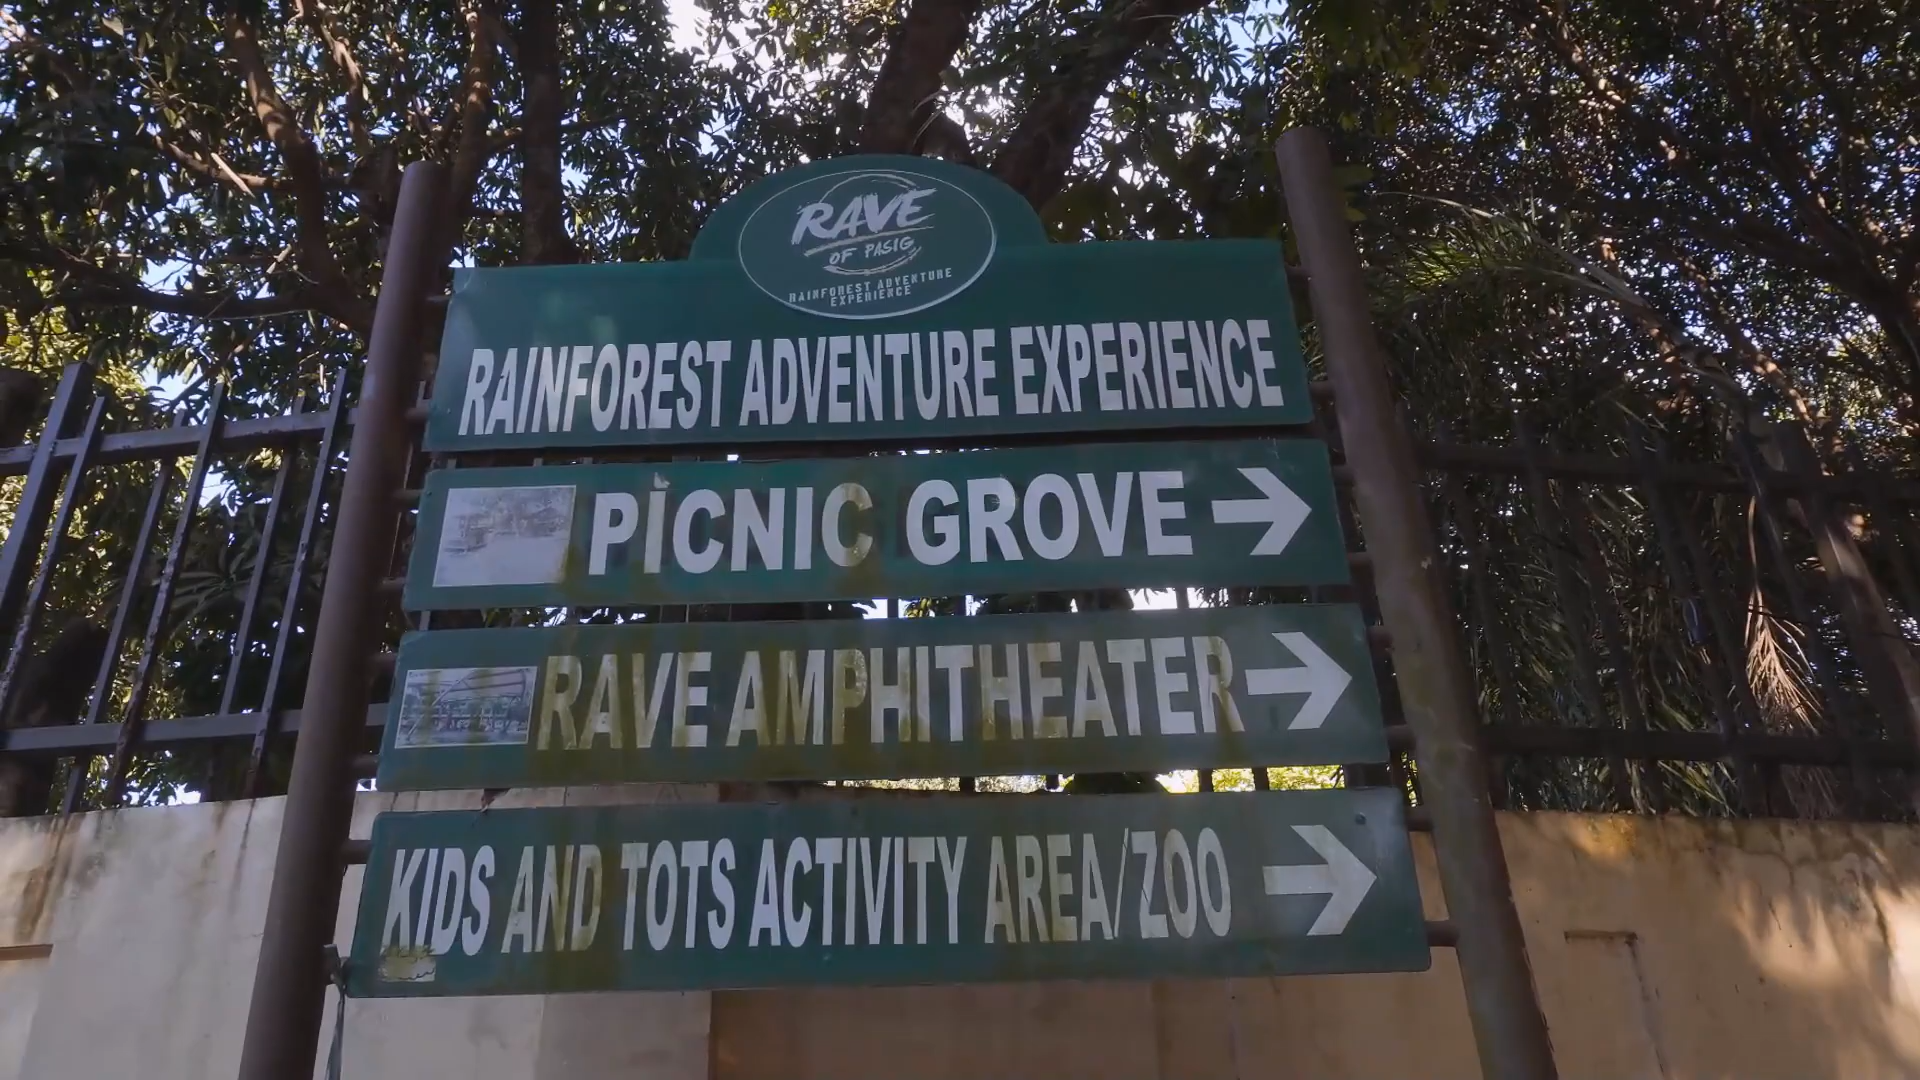 RAVE
OF PASIG
RAINFOREST ADVENTURE
EXPERIENCE
RAINFOREST ADVENTURE EXPERIENCE
PICNIC GROVE
RAVE AMPHITHEATER
KIDS AND TOTS ACTIVITY AREA/ZOO